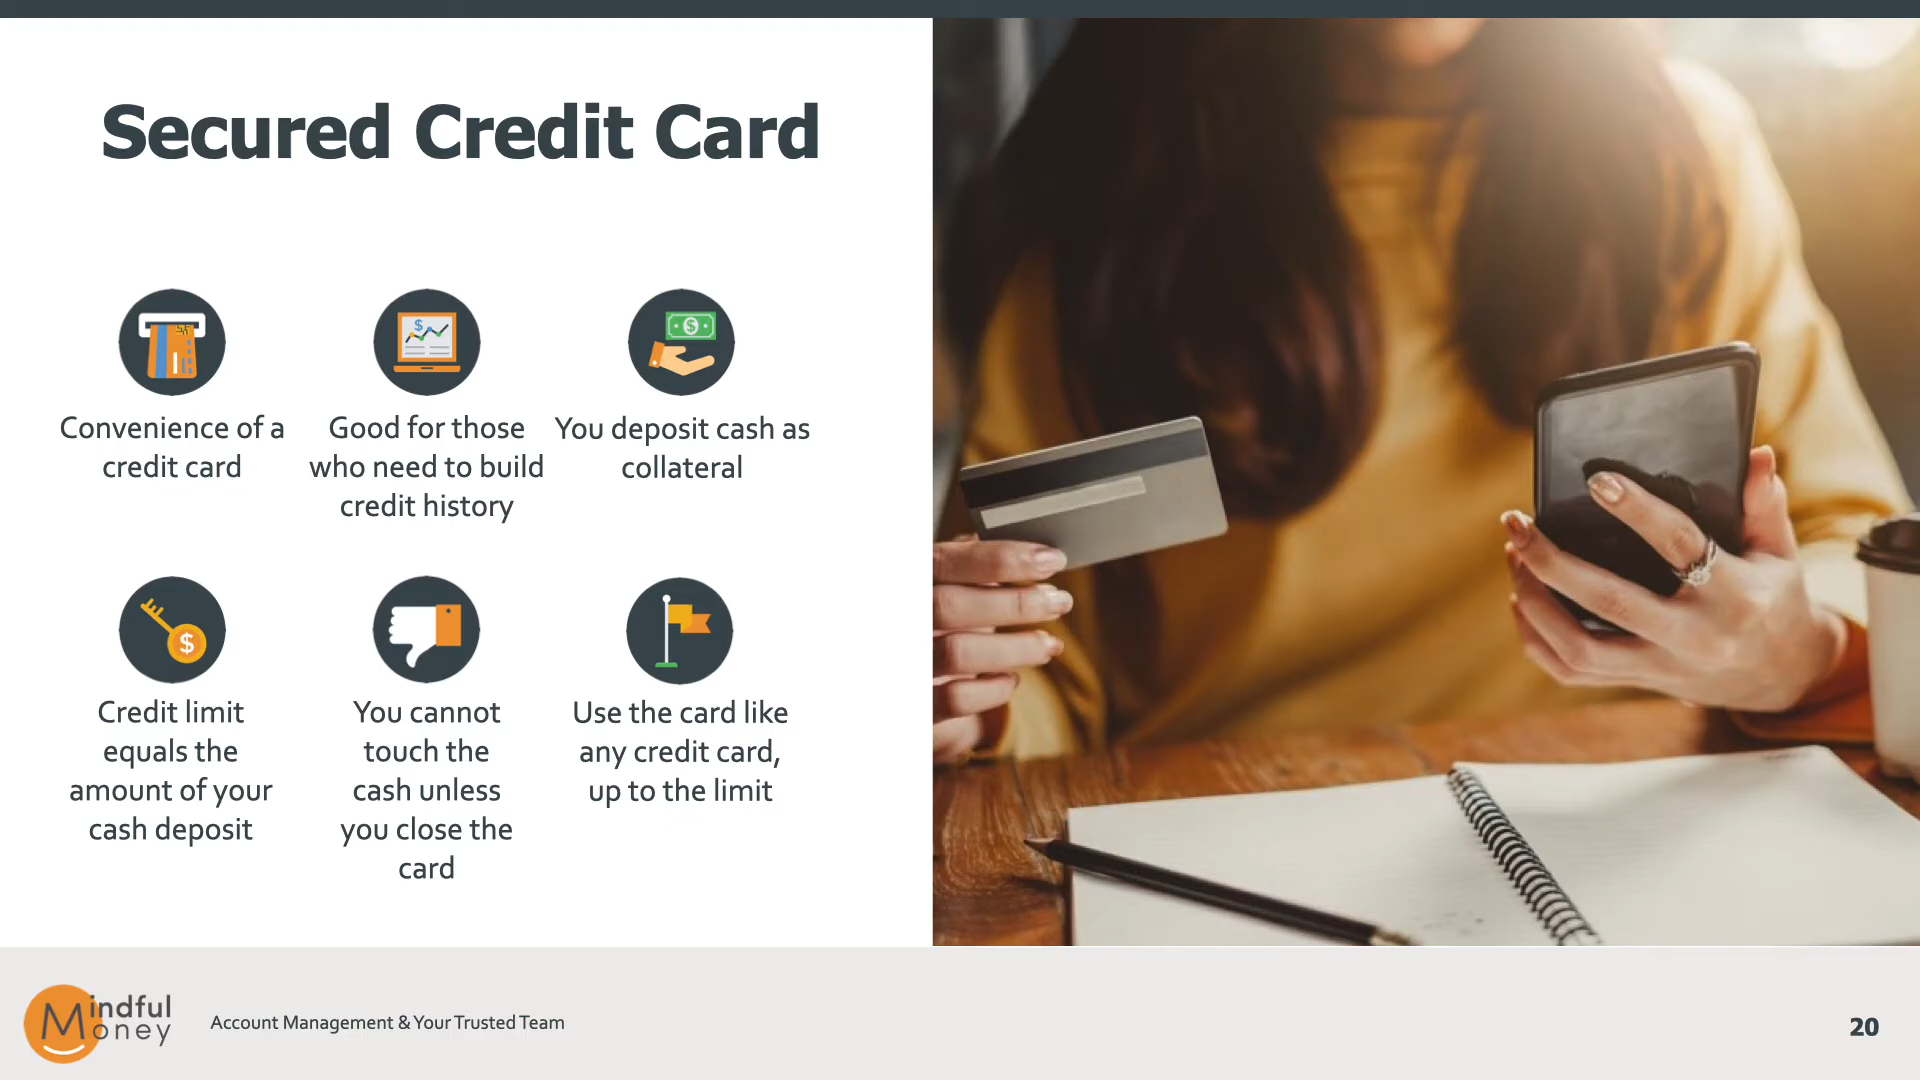 Secured Credit Card
Convenience of a
credit card
Good for those
who need to build
credit history
You deposit cash as
collateral
Credit limit
equals the
amount of your
cash deposit
You cannot
touch the
cash unless
you close the
card
Use the card like
any credit card,
up to the limit
Mindful
Money
Account Management & Your Trusted Team
20